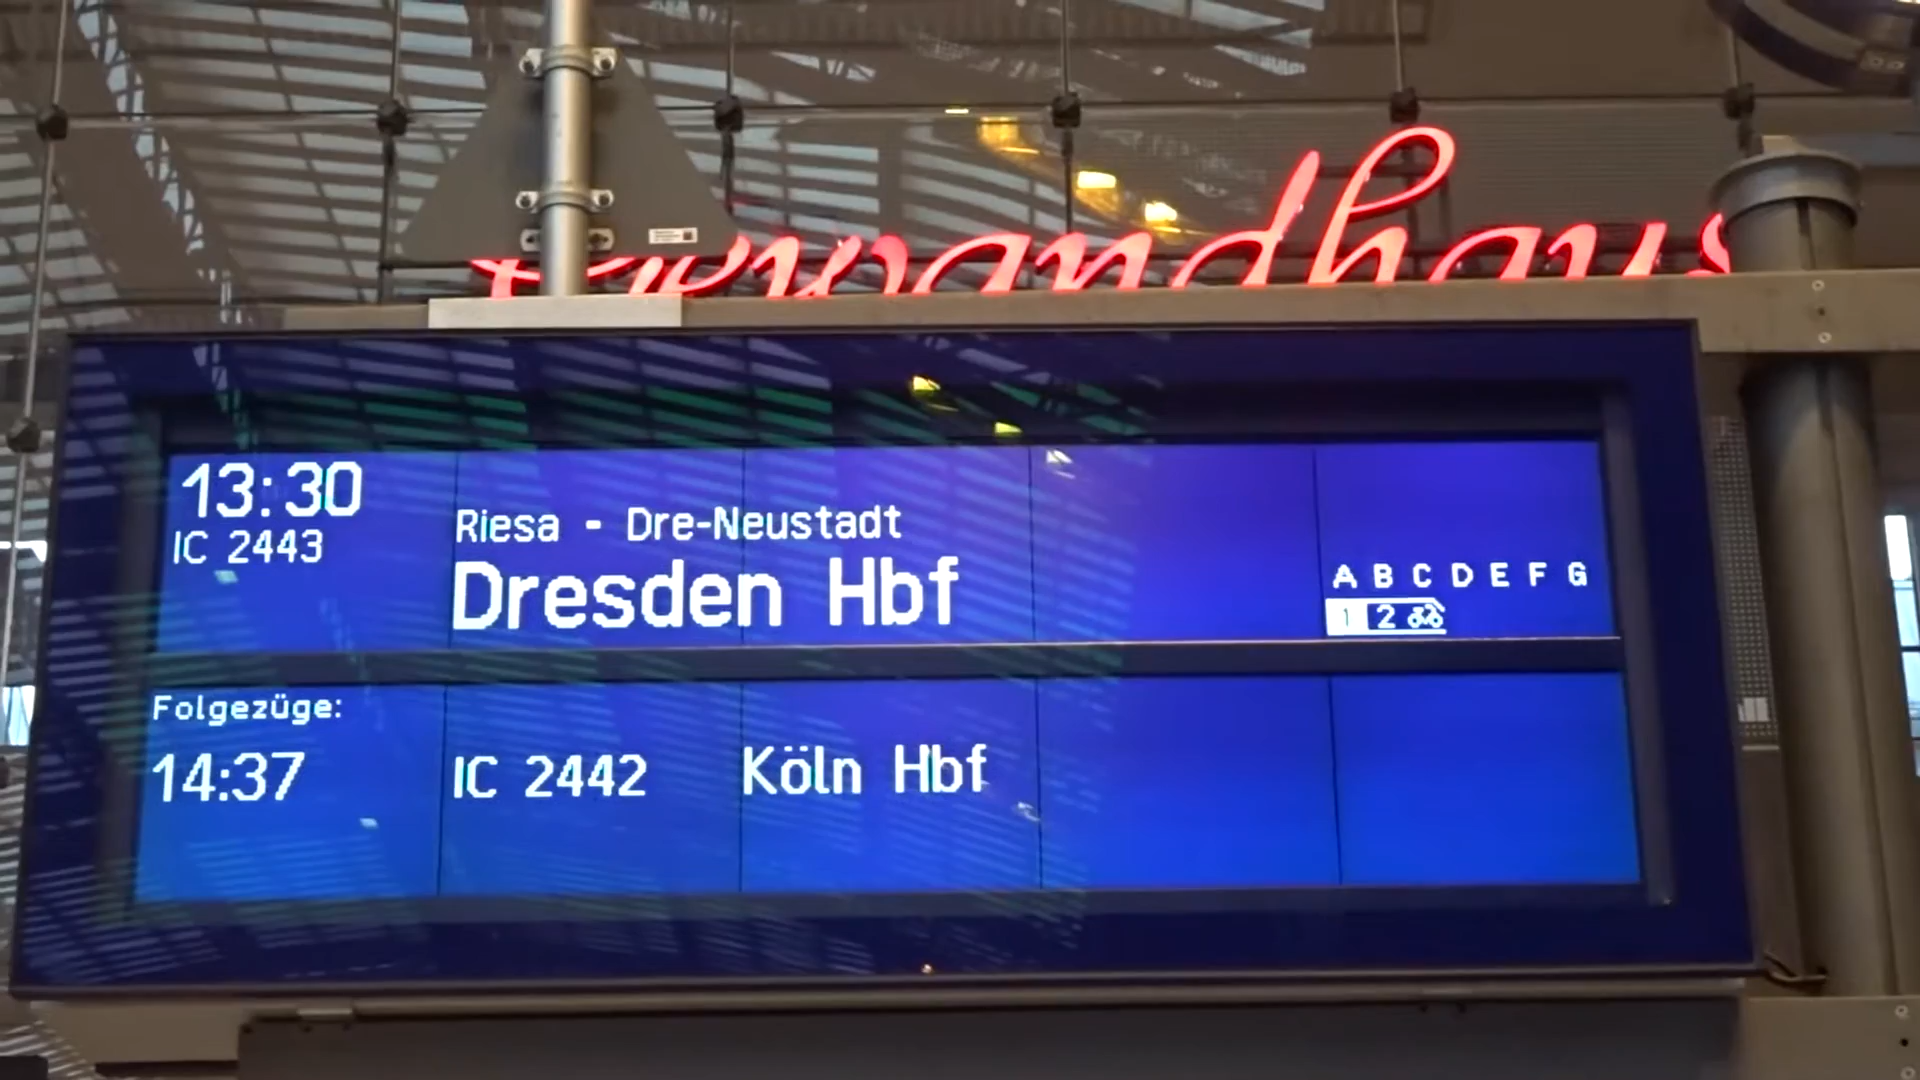 13:30
IC 2443
Riesa - Dre-Neustadt
Dresden Hbf
A B C D E F G
1 2
Folgezüge:
14:37 IC 2442 Köln Hbf